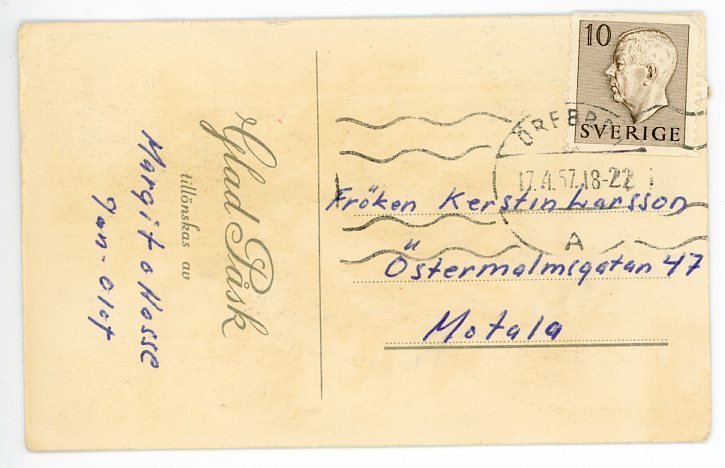 Glad Påsk
tillönskas av
Margit o Hasse
Jan-Olof
10
SVERIGE
ÖREBRO
17.4.57.18-22
A
Fröken Kerstin Larsson
Östermalmsgatan 47
Motala